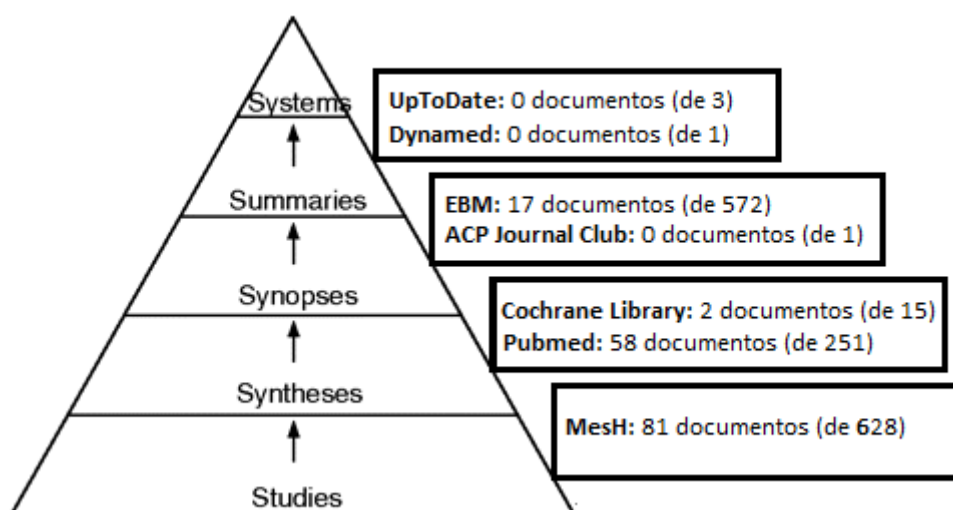 Systems
UpToDate: 0 documentos (de 3)
Dynamed: 0 documentos (de 1)
Summaries
EBM: 17 documentos (de 572)
ACP Journal Club: 0 documentos (de 1)
Synopses
Cochrane Library: 2 documentos (de 15)
Pubmed: 58 documentos (de 251)
Syntheses
MesH: 81 documentos (de 628)
Studies